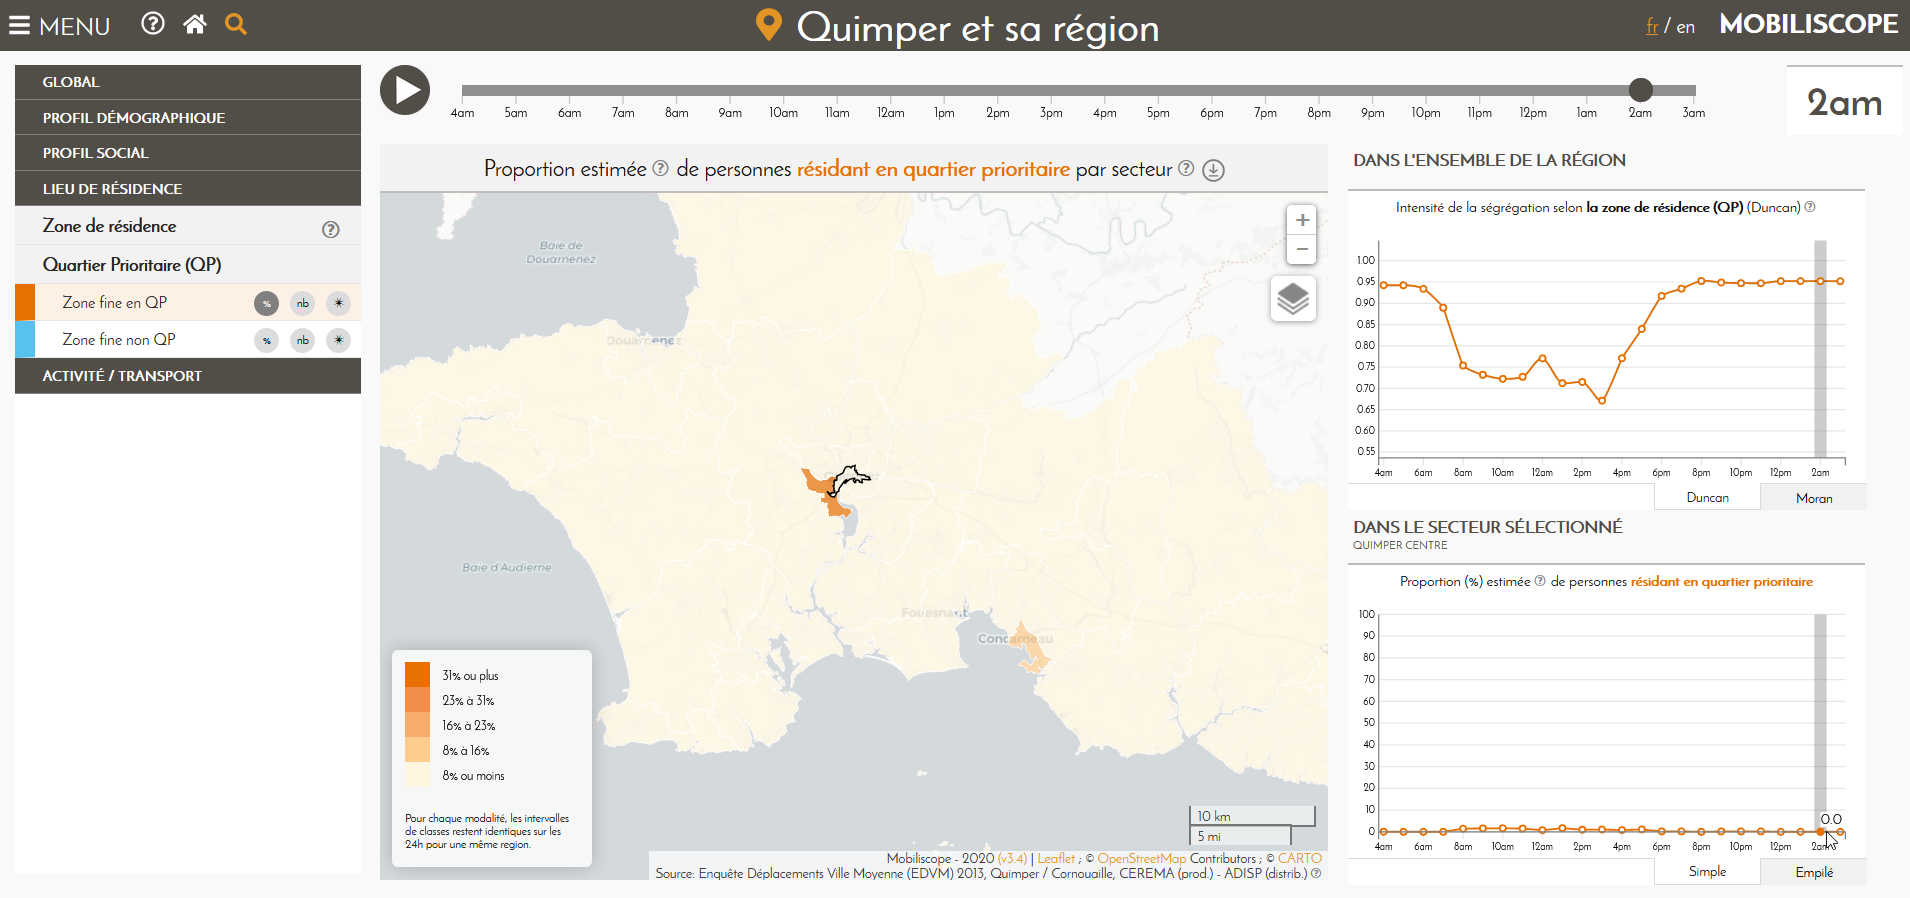 MENU
Quimper et sa région
fr / en
MOBILISCOPE
GLOBAL
PROFIL DÉMOGRAPHIQUE
PROFIL SOCIAL
LIEU DE RÉSIDENCE
Zone de résidence ?
Quartier Prioritaire (QP)
Zone fine en QP % nb ✶
Zone fine non QP % nb ✶
ACTIVITÉ / TRANSPORT
4am 5am 6am 7am 8am 9am 10am 11am 12am 1pm 2pm 3pm 4pm 5pm 6pm 7pm 8pm 9pm 10pm 11pm 12pm 1am 2am 3am
2am
Proportion estimée ? de personnes résidant en quartier prioritaire par secteur ?
+
−
Baie de
Douarnenez
Douarnenez
Baie d'Audierne
Fouesnant
Concarneau
31% ou plus
23% à 31%
16% à 23%
8% à 16%
8% ou moins
Pour chaque modalité, les intervalles
de classes restent identiques sur les
24h pour une même region.
10 km
5 mi
Mobiliscope - 2020 (v3.4) | Leaflet ; © OpenStreetMap Contributors ; © CARTO
Source: Enquête Déplacements Ville Moyenne (EDVM) 2013, Quimper / Cornouaille, CEREMA (prod.) - ADISP (distrib.) ?
DANS L'ENSEMBLE DE LA RÉGION
Intensité de la ségrégation selon la zone de résidence (QP) (Duncan) ?
1.00
0.95
0.90
0.85
0.80
0.75
0.70
0.65
0.60
0.55
4am 6am 8am 10am 12am 2pm 4pm 6pm 8pm 10pm 12pm 2am
Duncan Moran
DANS LE SECTEUR SÉLECTIONNÉ
QUIMPER CENTRE
Proportion (%) estimée ? de personnes résidant en quartier prioritaire
100
90
80
70
60
50
40
30
20
10
0
0.0
4am 6am 8am 10am 12am 2pm 4pm 6pm 8pm 10pm 12pm 2am
Simple Empilé